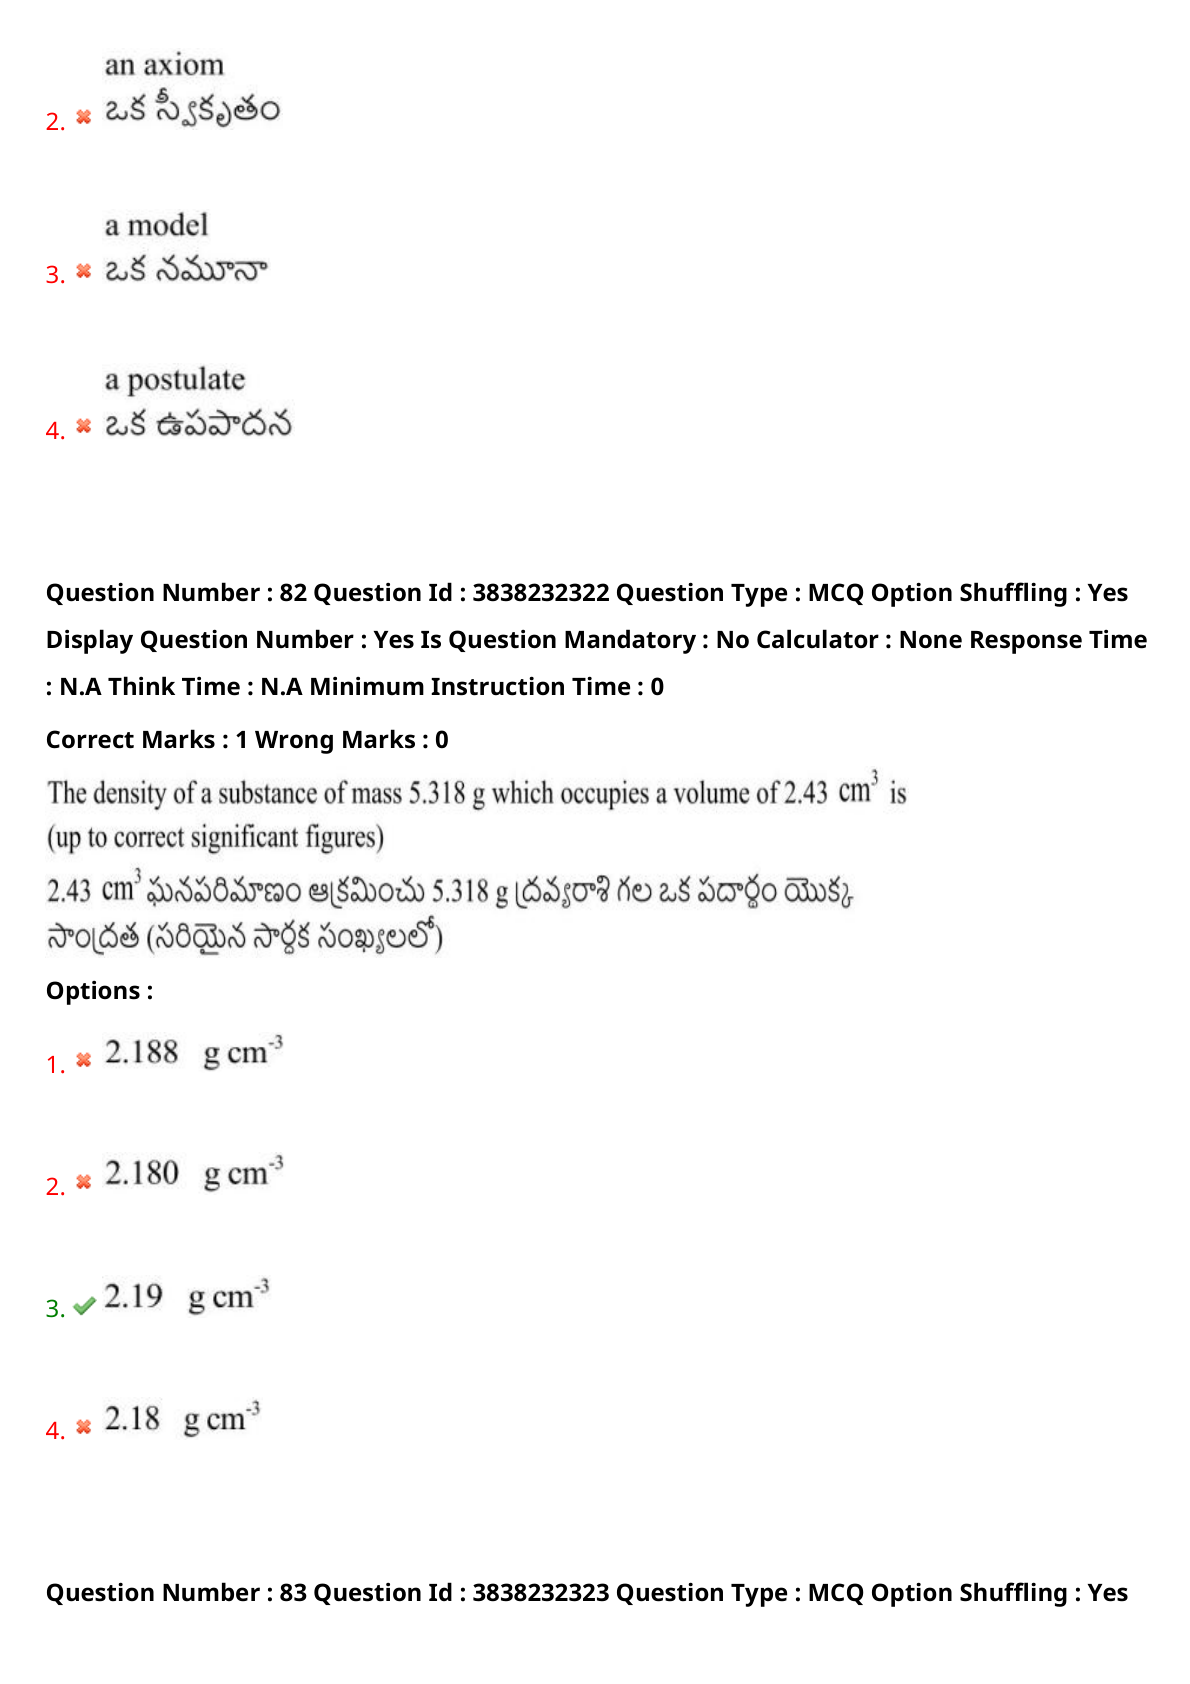 an axiom
2. ఒక స్వీకృతం
a model
3. ఒక నమూనా
a postulate
4. ఒక ఉపపాదన
Question Number : 82 Question Id : 3838232322 Question Type : MCQ Option Shuffling : Yes
Display Question Number : Yes Is Question Mandatory : No Calculator : None Response Time
: N.A Think Time : N.A Minimum Instruction Time : 0
Correct Marks : 1 Wrong Marks : 0
The density of a substance of mass 5.318 g which occupies a volume of 2.43 cm³ is
(up to correct significant figures)
2.43 cm³ ఘనపరిమాణం ఆక్రమించు 5.318 g ద్రవ్యరాశి గల ఒక పదార్థం యొక్క
సాంద్రత (సరియైన సార్థక సంఖ్యలలో)
Options :
1. 2.188 g cm⁻³
2. 2.180 g cm⁻³
3. 2.19 g cm⁻³
4. 2.18 g cm⁻³
Question Number : 83 Question Id : 3838232323 Question Type : MCQ Option Shuffling : Yes